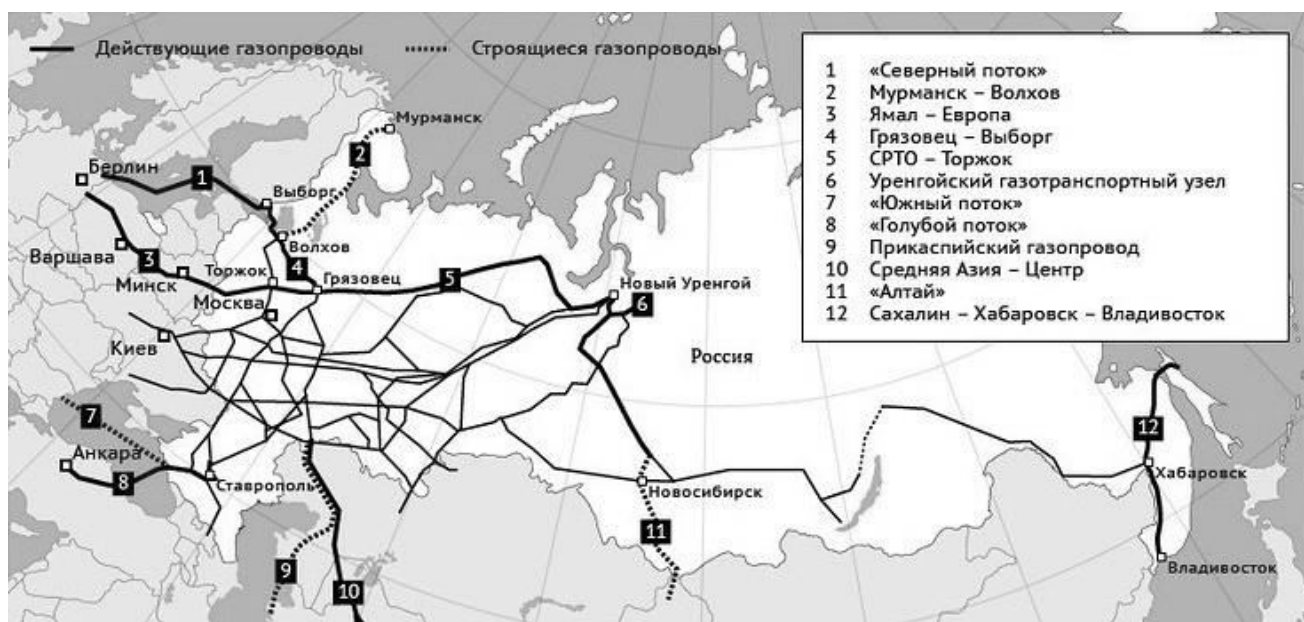 Действующие газопроводы
Строящиеся газопроводы
1 «Северный поток»
2 Мурманск – Волхов
3 Ямал – Европа
4 Грязовец – Выборг
5 СРТО – Торжок
6 Уренгойский газотранспортный узел
7 «Южный поток»
8 «Голубой поток»
9 Прикаспийский газопровод
10 Средняя Азия – Центр
11 «Алтай»
12 Сахалин – Хабаровск – Владивосток
Мурманск
2
Берлин
1
Выборг
Волхов
Варшава
3
Минск
Торжок
4
Грязовец
5
Новый Уренгой
Москва
6
Киев
Россия
7
12
Анкара
8
Ставрополь
Новосибирск
Хабаровск
11
9
10
Владивосток